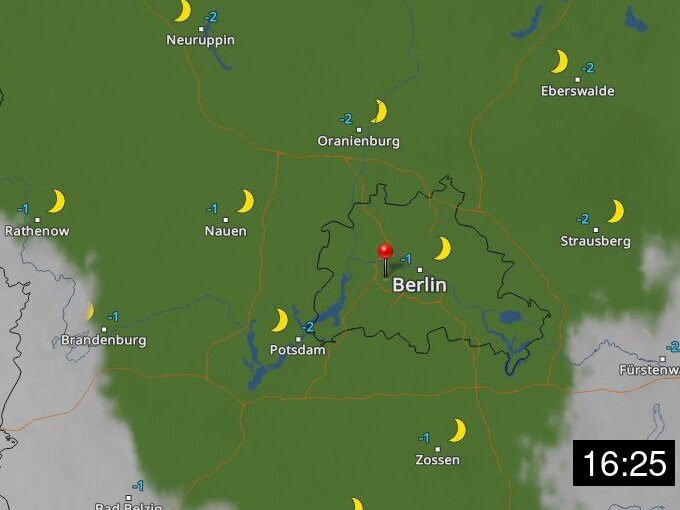 -2
Neuruppin
-2
Eberswalde
-2
Oranienburg
-1
Rathenow
-1
Nauen
-2
Strausberg
-1
Berlin
-1
Brandenburg
-2
Potsdam
-2
Fürstenwa
-1
Zossen
16:25
-1
Bad Belzig